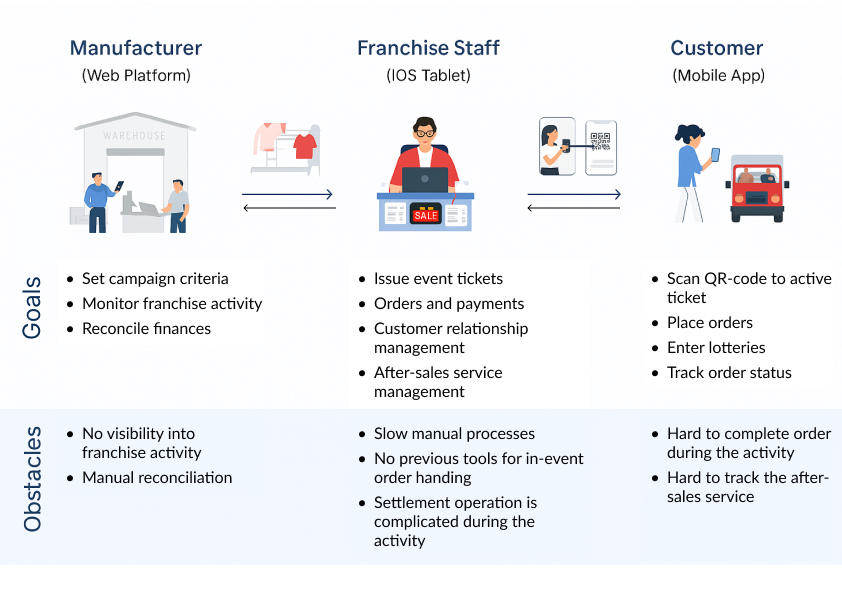 Manufacturer
(Web Platform)
Franchise Staff
(IOS Tablet)
Customer
(Mobile App)
WAREHOUSE
SALE
Goals
• Set campaign criteria
• Monitor franchise activity
• Reconcile finances
• Issue event tickets
• Orders and payments
• Customer relationship
management
• After-sales service
management
• Scan QR-code to active
ticket
• Place orders
• Enter lotteries
• Track order status
Obstacles
• No visibility into
franchise activity
• Manual reconciliation
• Slow manual processes
• No previous tools for in-event
order handing
• Settlement operation is
complicated during the
activity
• Hard to complete order
during the activity
• Hard to track the after-
sales service